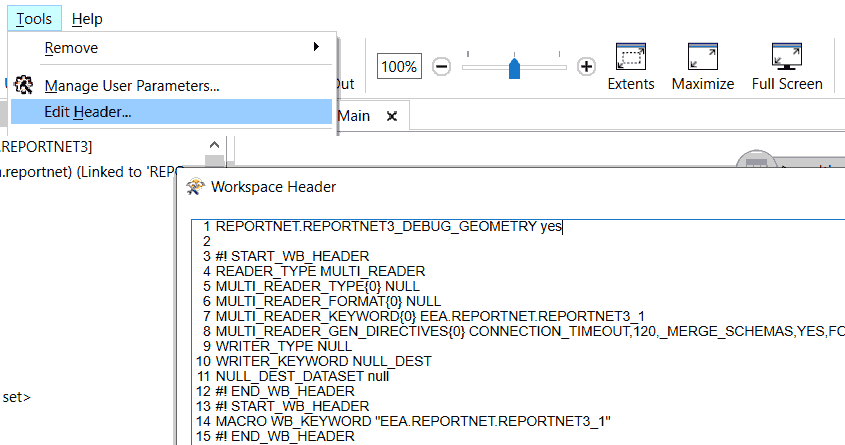 Tools Help
Remove
Manage User Parameters...
Edit Header...
out
100%
Extents Maximize Full Screen
Main
.REPORTNET3]
.reportnet) (Linked to 'REPO
set>
Workspace Header
1 REPORTNET.REPORTNET3_DEBUG_GEOMETRY yes
2
3 #! START_WB_HEADER
4 READER_TYPE MULTI_READER
5 MULTI_READER_TYPE{0} NULL
6 MULTI_READER_FORMAT{0} NULL
7 MULTI_READER_KEYWORD{0} EEA.REPORTNET.REPORTNET3_1
8 MULTI_READER_GEN_DIRECTIVES{0} CONNECTION_TIMEOUT,120,_MERGE_SCHEMAS,YES,FO
9 WRITER_TYPE NULL
10 WRITER_KEYWORD NULL_DEST
11 NULL_DEST_DATASET null
12 #! END_WB_HEADER
13 #! START_WB_HEADER
14 MACRO WB_KEYWORD "EEA.REPORTNET.REPORTNET3_1"
15 #! END_WB_HEADER